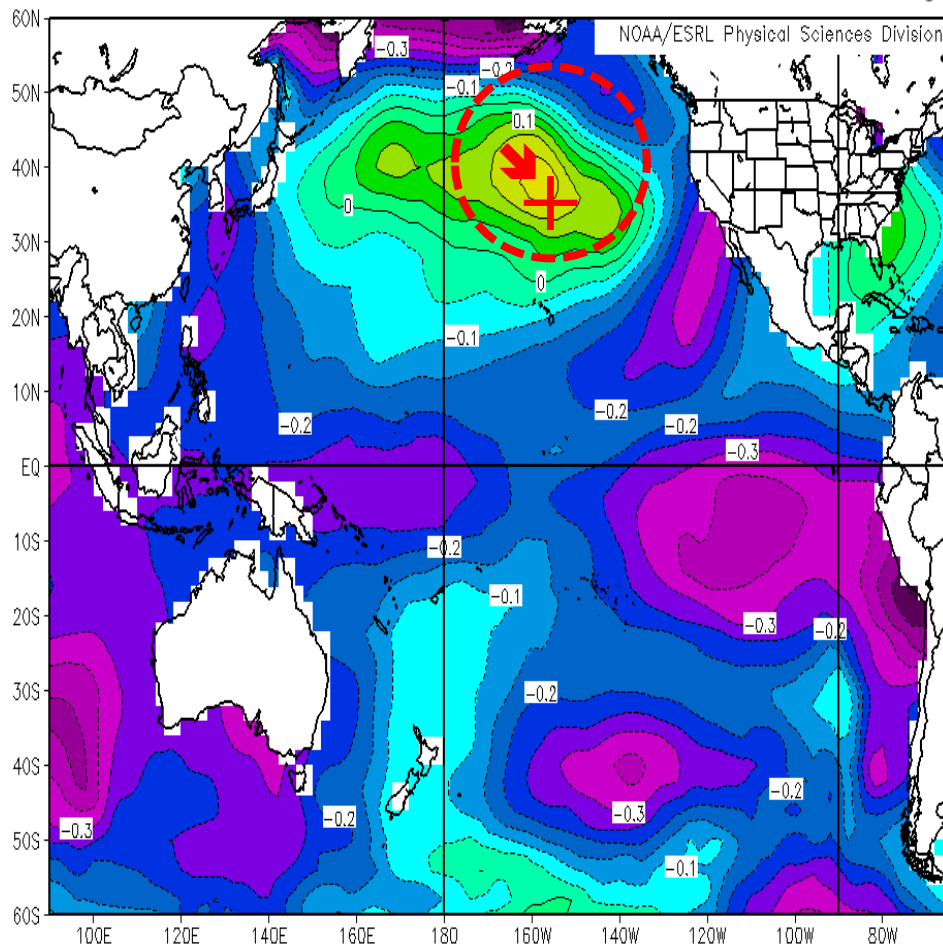 60N
NOAA/ESRL Physical Sciences Division
-0.3
-0.2
-0.1
50N
0.1
40N
0
30N
0
20N
-0.1
10N
-0.2
-0.2
-0.2
-0.3
EQ
10S
-0.2
-0.1
20S
-0.3
-0.2
30S
-0.2
40S
-0.2
-0.3
-0.3
-0.2
50S
-0.1
60S
100E 120E 140E 160E 180 160W 140W 120W 100W 80W